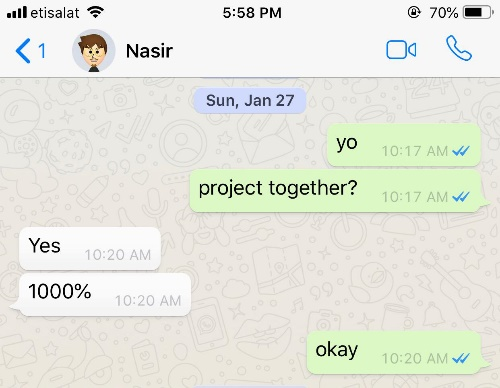 etisalat 5:58 PM 70%
1 Nasir
Sun, Jan 27
yo 10:17 AM
project together? 10:17 AM
Yes 10:20 AM
1000% 10:20 AM
okay 10:20 AM